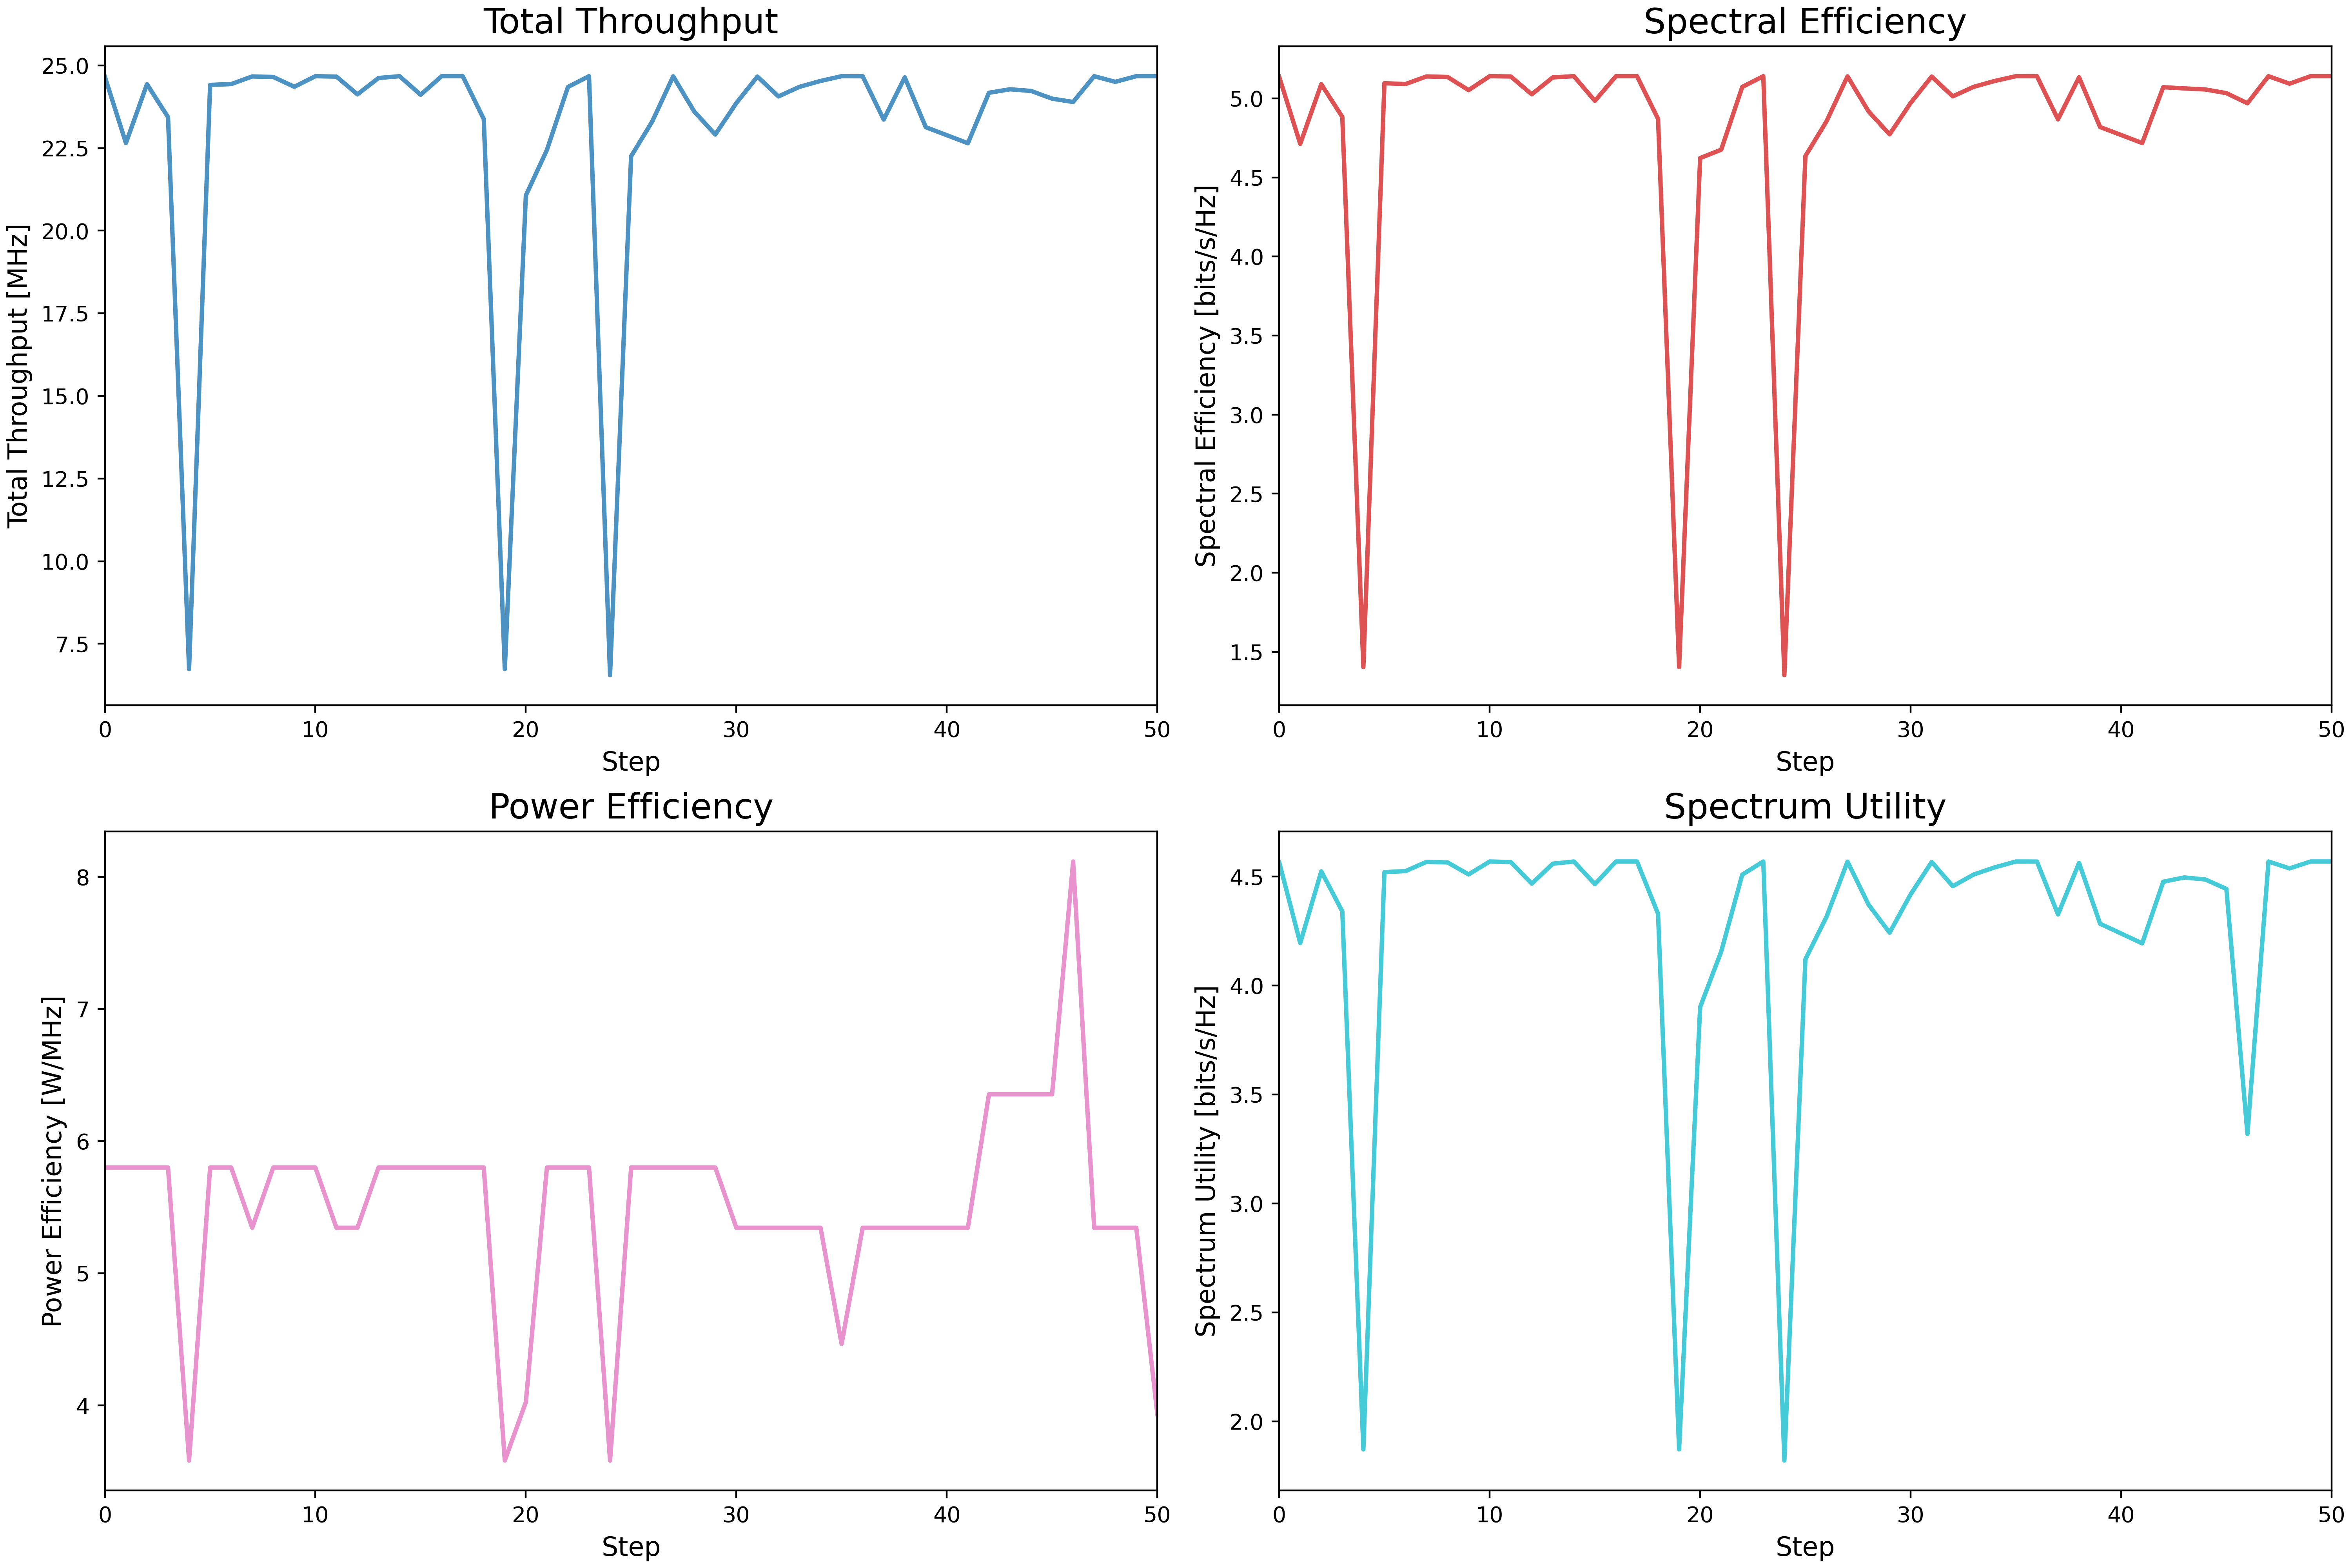 Total Throughput
Total Throughput [MHz]
25.0
22.5
20.0
17.5
15.0
12.5
10.0
7.5
0 10 20 30 40 50
Step
Spectral Efficiency
Spectral Efficiency [bits/s/Hz]
5.0
4.5
4.0
3.5
3.0
2.5
2.0
1.5
0 10 20 30 40 50
Step
Power Efficiency
Power Efficiency [W/MHz]
8
7
6
5
4
0 10 20 30 40 50
Step
Spectrum Utility
Spectrum Utility [bits/s/Hz]
4.5
4.0
3.5
3.0
2.5
2.0
0 10 20 30 40 50
Step